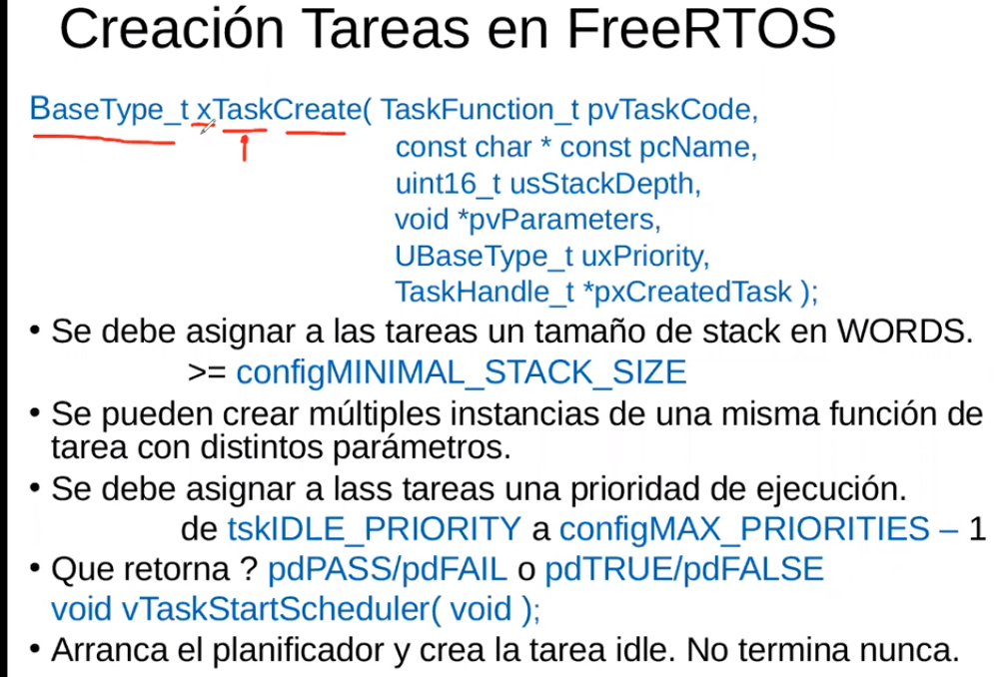 Creación Tareas en FreeRTOS
BaseType_t xTaskCreate( TaskFunction_t pvTaskCode,
const char * const pcName,
uint16_t usStackDepth,
void *pvParameters,
UBaseType_t uxPriority,
TaskHandle_t *pxCreatedTask );
• Se debe asignar a las tareas un tamaño de stack en WORDS.
>= configMINIMAL_STACK_SIZE
• Se pueden crear múltiples instancias de una misma función de
tarea con distintos parámetros.
• Se debe asignar a lass tareas una prioridad de ejecución.
de tskIDLE_PRIORITY a configMAX_PRIORITIES – 1
• Que retorna ? pdPASS/pdFAIL o pdTRUE/pdFALSE
void vTaskStartScheduler( void );
• Arranca el planificador y crea la tarea idle. No termina nunca.